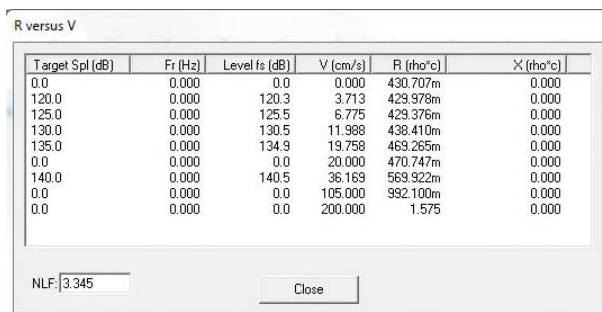 R versus V
Target Spl (dB) Fr (Hz) Level fs (dB) V (cm/s) R (rho*c) X (rho*c)
0.0 0.000 0.0 0.000 430.707m 0.000
120.0 0.000 120.3 3.713 429.978m 0.000
125.0 0.000 125.5 6.775 429.376m 0.000
130.0 0.000 130.5 11.988 438.410m 0.000
135.0 0.000 134.9 19.758 469.265m 0.000
0.0 0.000 0.0 20.000 470.747m 0.000
140.0 0.000 140.5 36.169 569.922m 0.000
0.0 0.000 0.0 105.000 992.100m 0.000
0.0 0.000 0.0 200.000 1.575 0.000
NLF: 3.345
Close